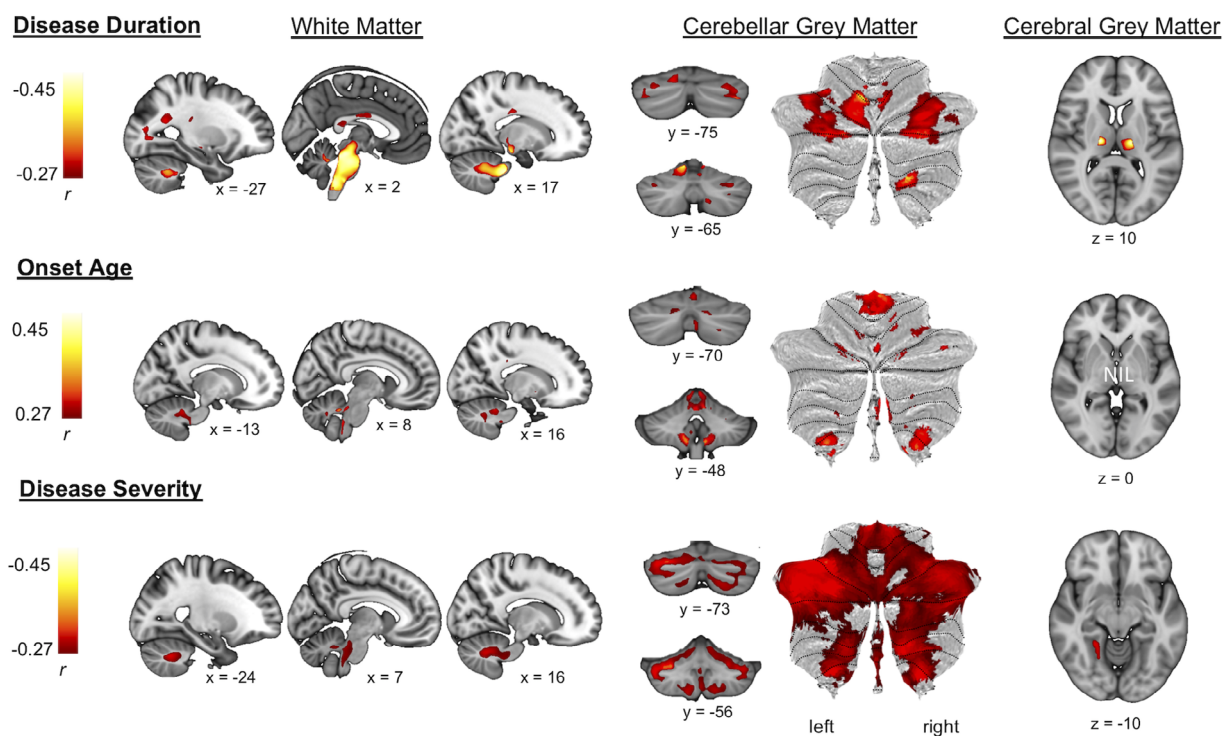 Disease Duration White Matter Cerebellar Grey Matter Cerebral Grey Matter
-0.45
-0.27
r
x = -27 x = 2 x = 17
y = -75
y = -65
z = 10
Onset Age
0.45
0.27
r
x = -13 x = 8 x = 16
y = -70
y = -48
NIL
z = 0
Disease Severity
-0.45
-0.27
r
x = -24 x = 7 x = 16
y = -73
y = -56
left right
z = -10